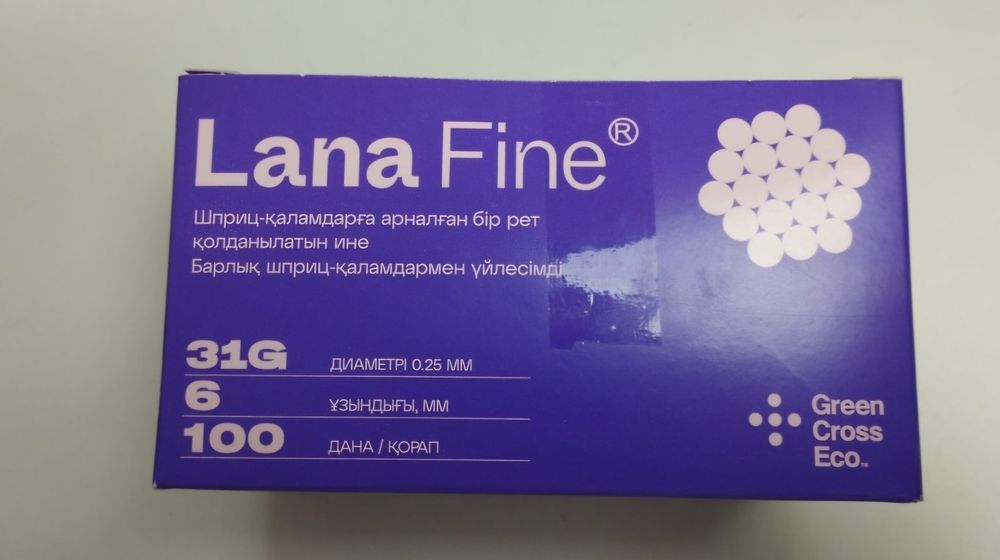 Lana Fine®
Шприц-қаламдарға арналған бір рет
қолданылатын ине
Барлық шприц-қаламдармен үйлесімді
31G ДИАМЕТРІ 0.25 ММ
6 ҰЗЫНДЫҒЫ, ММ
100 ДАНА / ҚОРАП
Green
Cross
Eco™